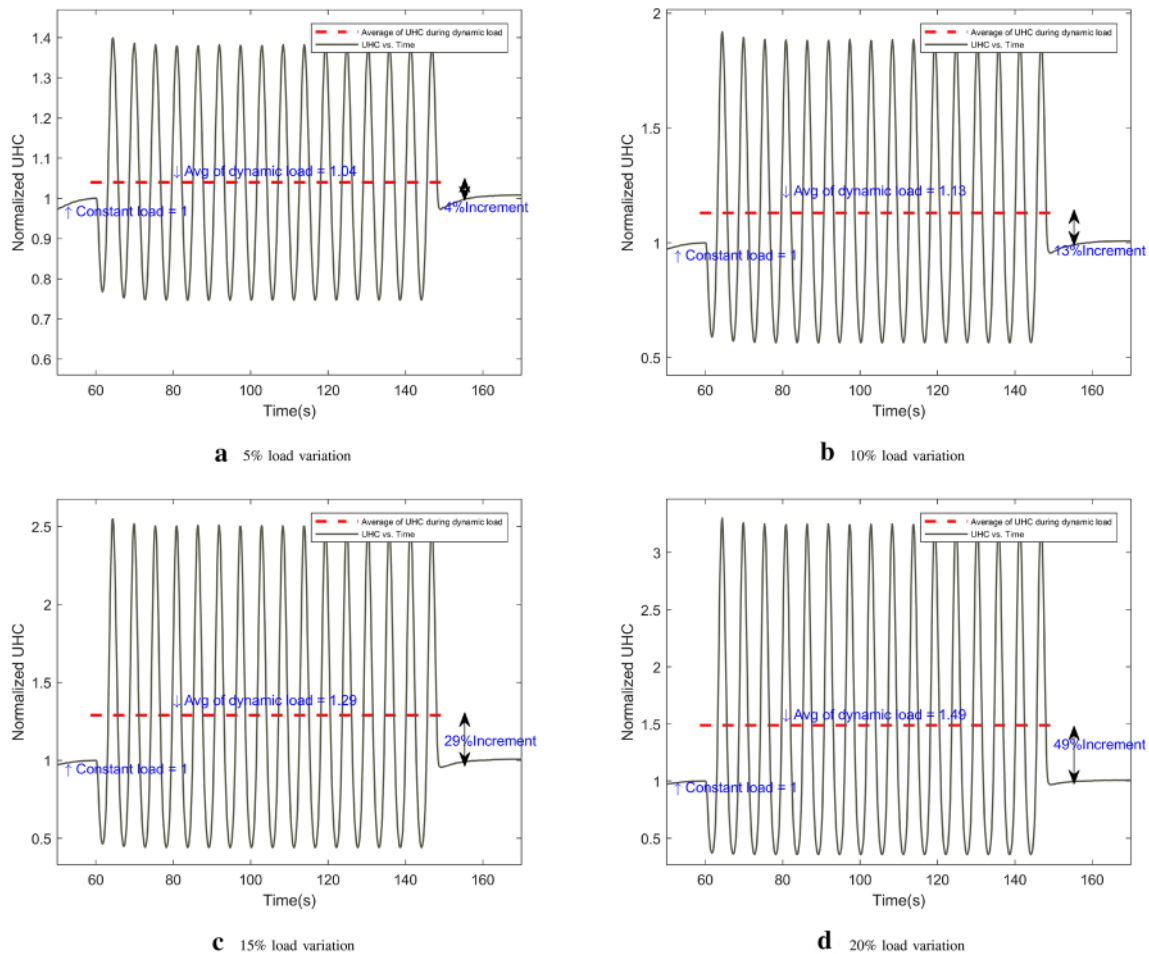 1.4
1.3
1.2
1.1
1
0.9
0.8
0.7
0.6
Normalized UHC
Average of UHC during dynamic load
UHC vs. Time
↓ Avg of dynamic load = 1.04
↑ Constant load = 1
4%Increment
60 80 100 120 140 160
Time(s)
a 5% load variation
2
1.5
1
0.5
Normalized UHC
Average of UHC during dynamic load
UHC vs. Time
↓ Avg of dynamic load = 1.13
↑ Constant load = 1
13%Increment
60 80 100 120 140 160
Time(s)
b 10% load variation
2.5
2
1.5
1
0.5
Normalized UHC
Average of UHC during dynamic load
UHC vs. Time
↓ Avg of dynamic load = 1.29
↑ Constant load = 1
29%Increment
60 80 100 120 140 160
Time(s)
c 15% load variation
3
2.5
2
1.5
1
0.5
Normalized UHC
Average of UHC during dynamic load
UHC vs. Time
↓ Avg of dynamic load = 1.49
↑ Constant load = 1
49%Increment
60 80 100 120 140 160
Time(s)
d 20% load variation